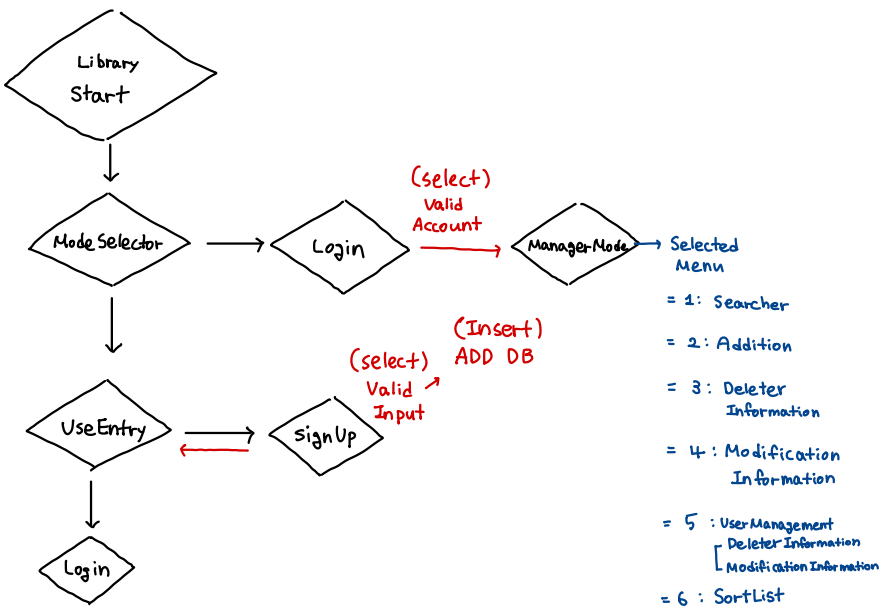 Library
Start
ModeSelector
Login
(select)
Valid
Account
ManagerMode
Selected
Menu
= 1: Searcher
= 2: Addition
= 3: Deleter
Information
= 4: Modification
Information
= 5 : UserManagement
Deleter Information
Modification Information
= 6 : SortList
UseEntry
SignUp
(select)
Valid
Input
(Insert)
ADD DB
Login